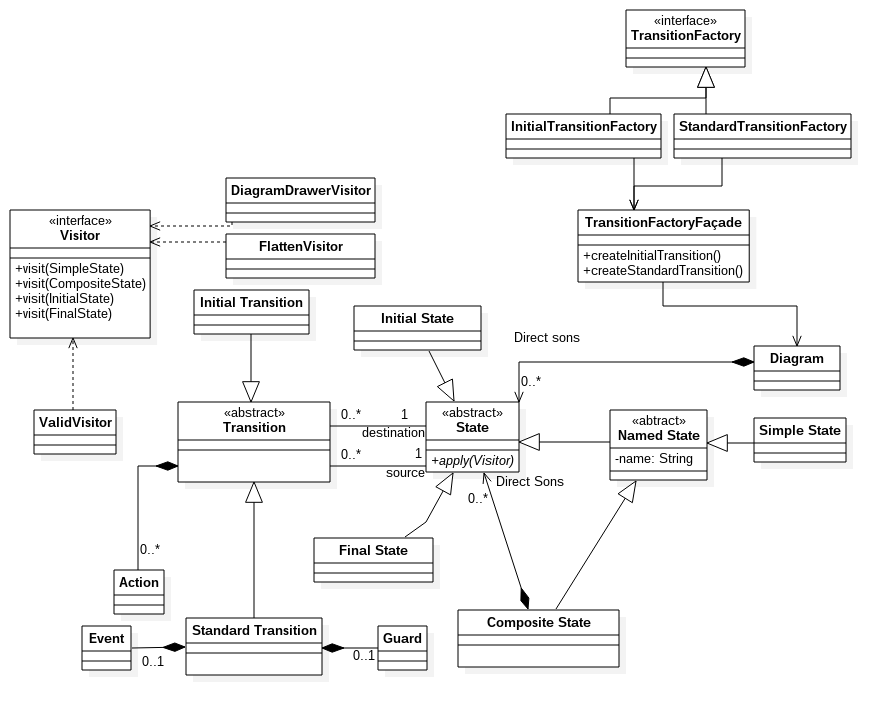 «interface»
TransitionFactory
InitialTransitionFactory
StandardTransitionFactory
DiagramDrawerVisitor
FlattenVisitor
«interface»
Visitor
+visit(SimpleState)
+visit(CompositeState)
+visit(InitialState)
+visit(FinalState)
TransitionFactoryFaçade
+createInitialTransition()
+createStandardTransition()
Initial Transition
Initial State
Direct sons
0..*
Diagram
ValidVisitor
«abstract»
Transition
0..*
1
destination
0..*
1
source
«abstract»
State
+apply(Visitor)
«abtract»
Named State
-name: String
Simple State
Direct Sons
0..*
Final State
0..*
Action
Event
0..1
Standard Transition
0..1
Guard
Composite State